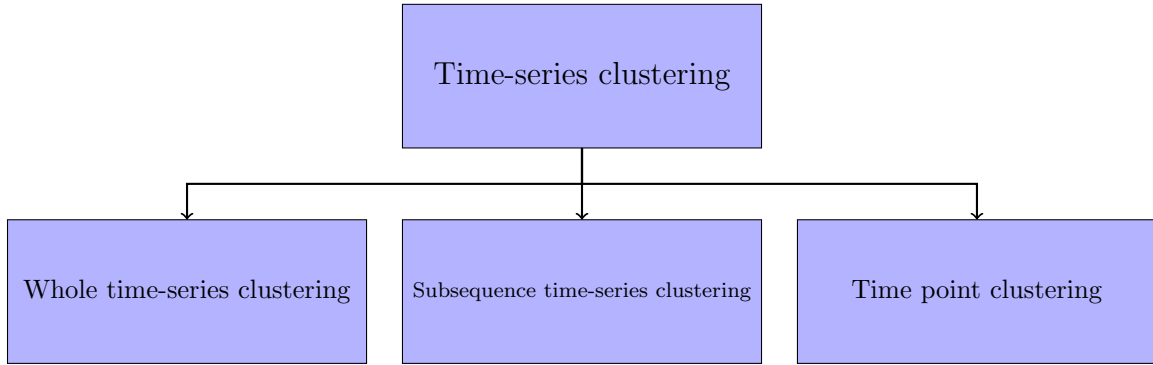 Time-series clustering
Whole time-series clustering
Subsequence time-series clustering
Time point clustering